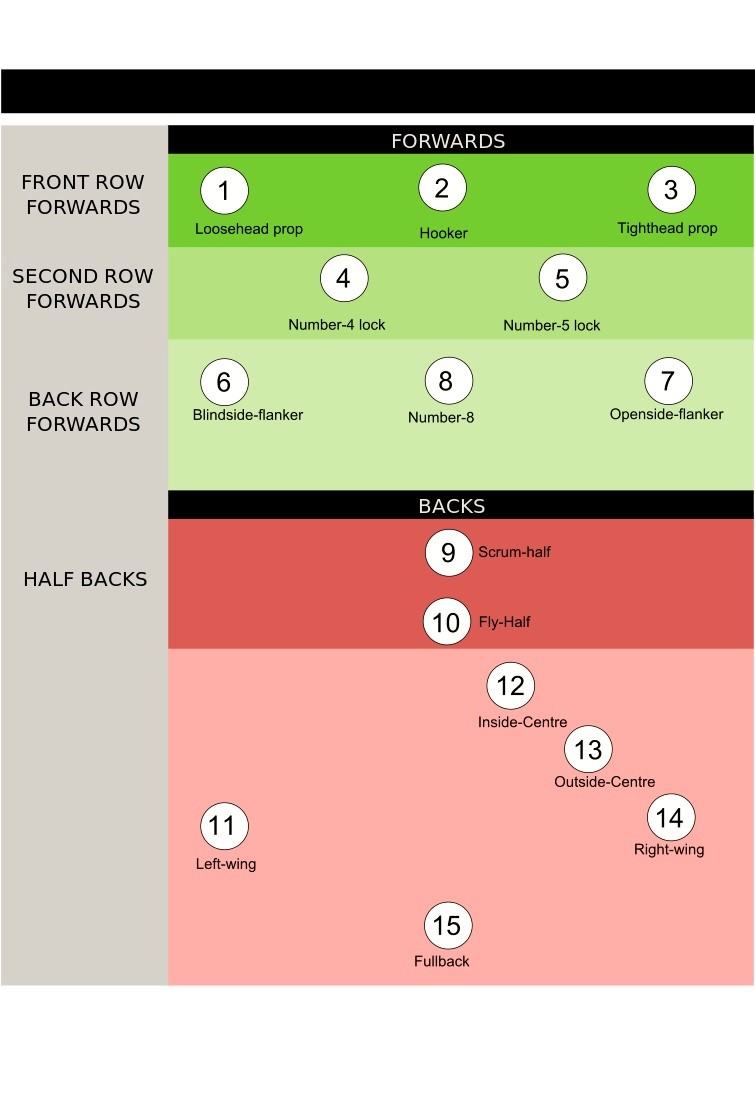 FORWARDS
FRONT ROW
FORWARDS
1
2
3
Loosehead prop
Hooker
Tighthead prop
SECOND ROW
FORWARDS
4
5
Number-4 lock
Number-5 lock
BACK ROW
FORWARDS
6
8
7
Blindside-flanker
Number-8
Openside-flanker
BACKS
HALF BACKS
9
Scrum-half
10
Fly-Half
12
Inside-Centre
13
Outside-Centre
11
Left-wing
14
Right-wing
15
Fullback